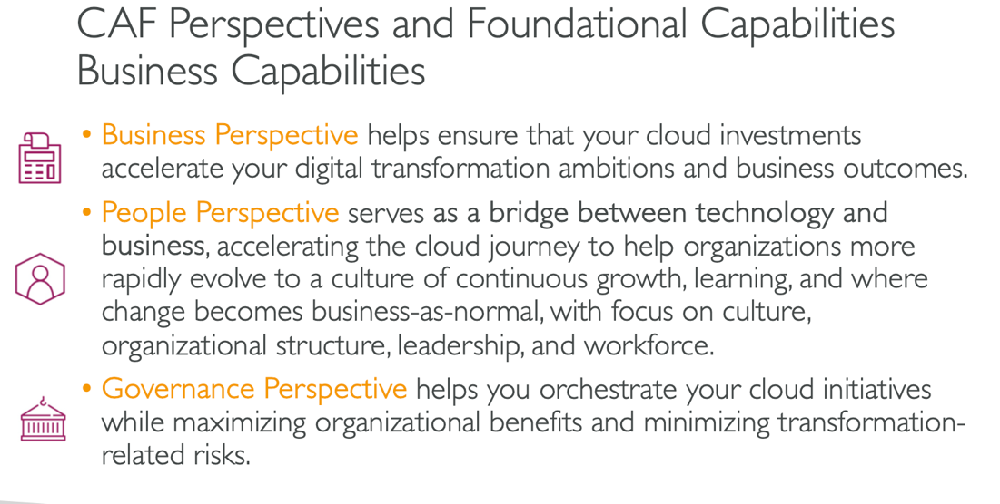 CAF Perspectives and Foundational Capabilities
Business Capabilities
• Business Perspective helps ensure that your cloud investments
accelerate your digital transformation ambitions and business outcomes.
• People Perspective serves as a bridge between technology and
business, accelerating the cloud journey to help organizations more
rapidly evolve to a culture of continuous growth, learning, and where
change becomes business-as-normal, with focus on culture,
organizational structure, leadership, and workforce.
• Governance Perspective helps you orchestrate your cloud initiatives
while maximizing organizational benefits and minimizing transformation-
related risks.